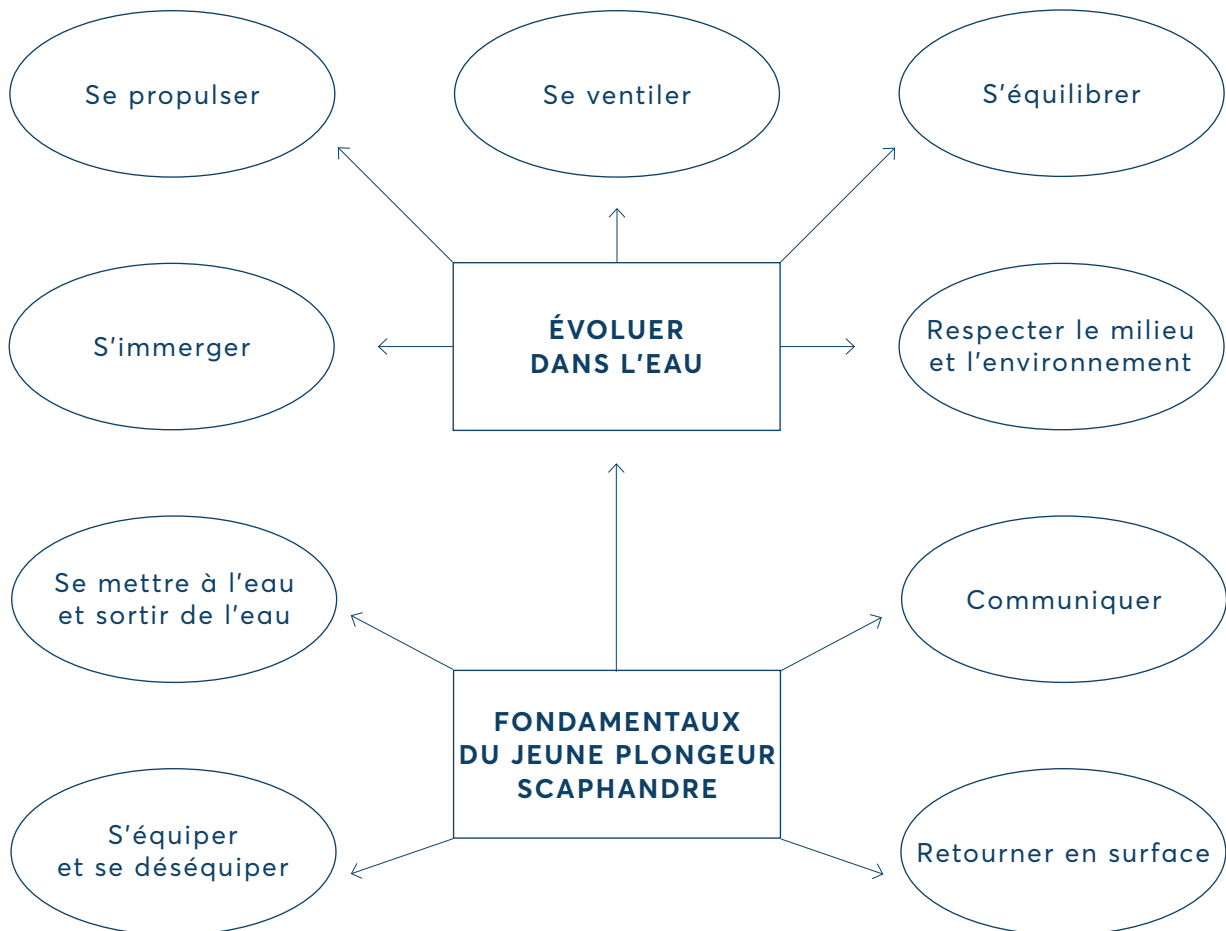 Se propulser
Se ventiler
S'équilibrer
S'immerger
ÉVOLUER
DANS L'EAU
Respecter le milieu
et l'environnement
Se mettre à l'eau
et sortir de l'eau
Communiquer
FONDAMENTAUX
DU JEUNE PLONGEUR
SCAPHANDRE
S'équiper
et se déséquiper
Retourner en surface